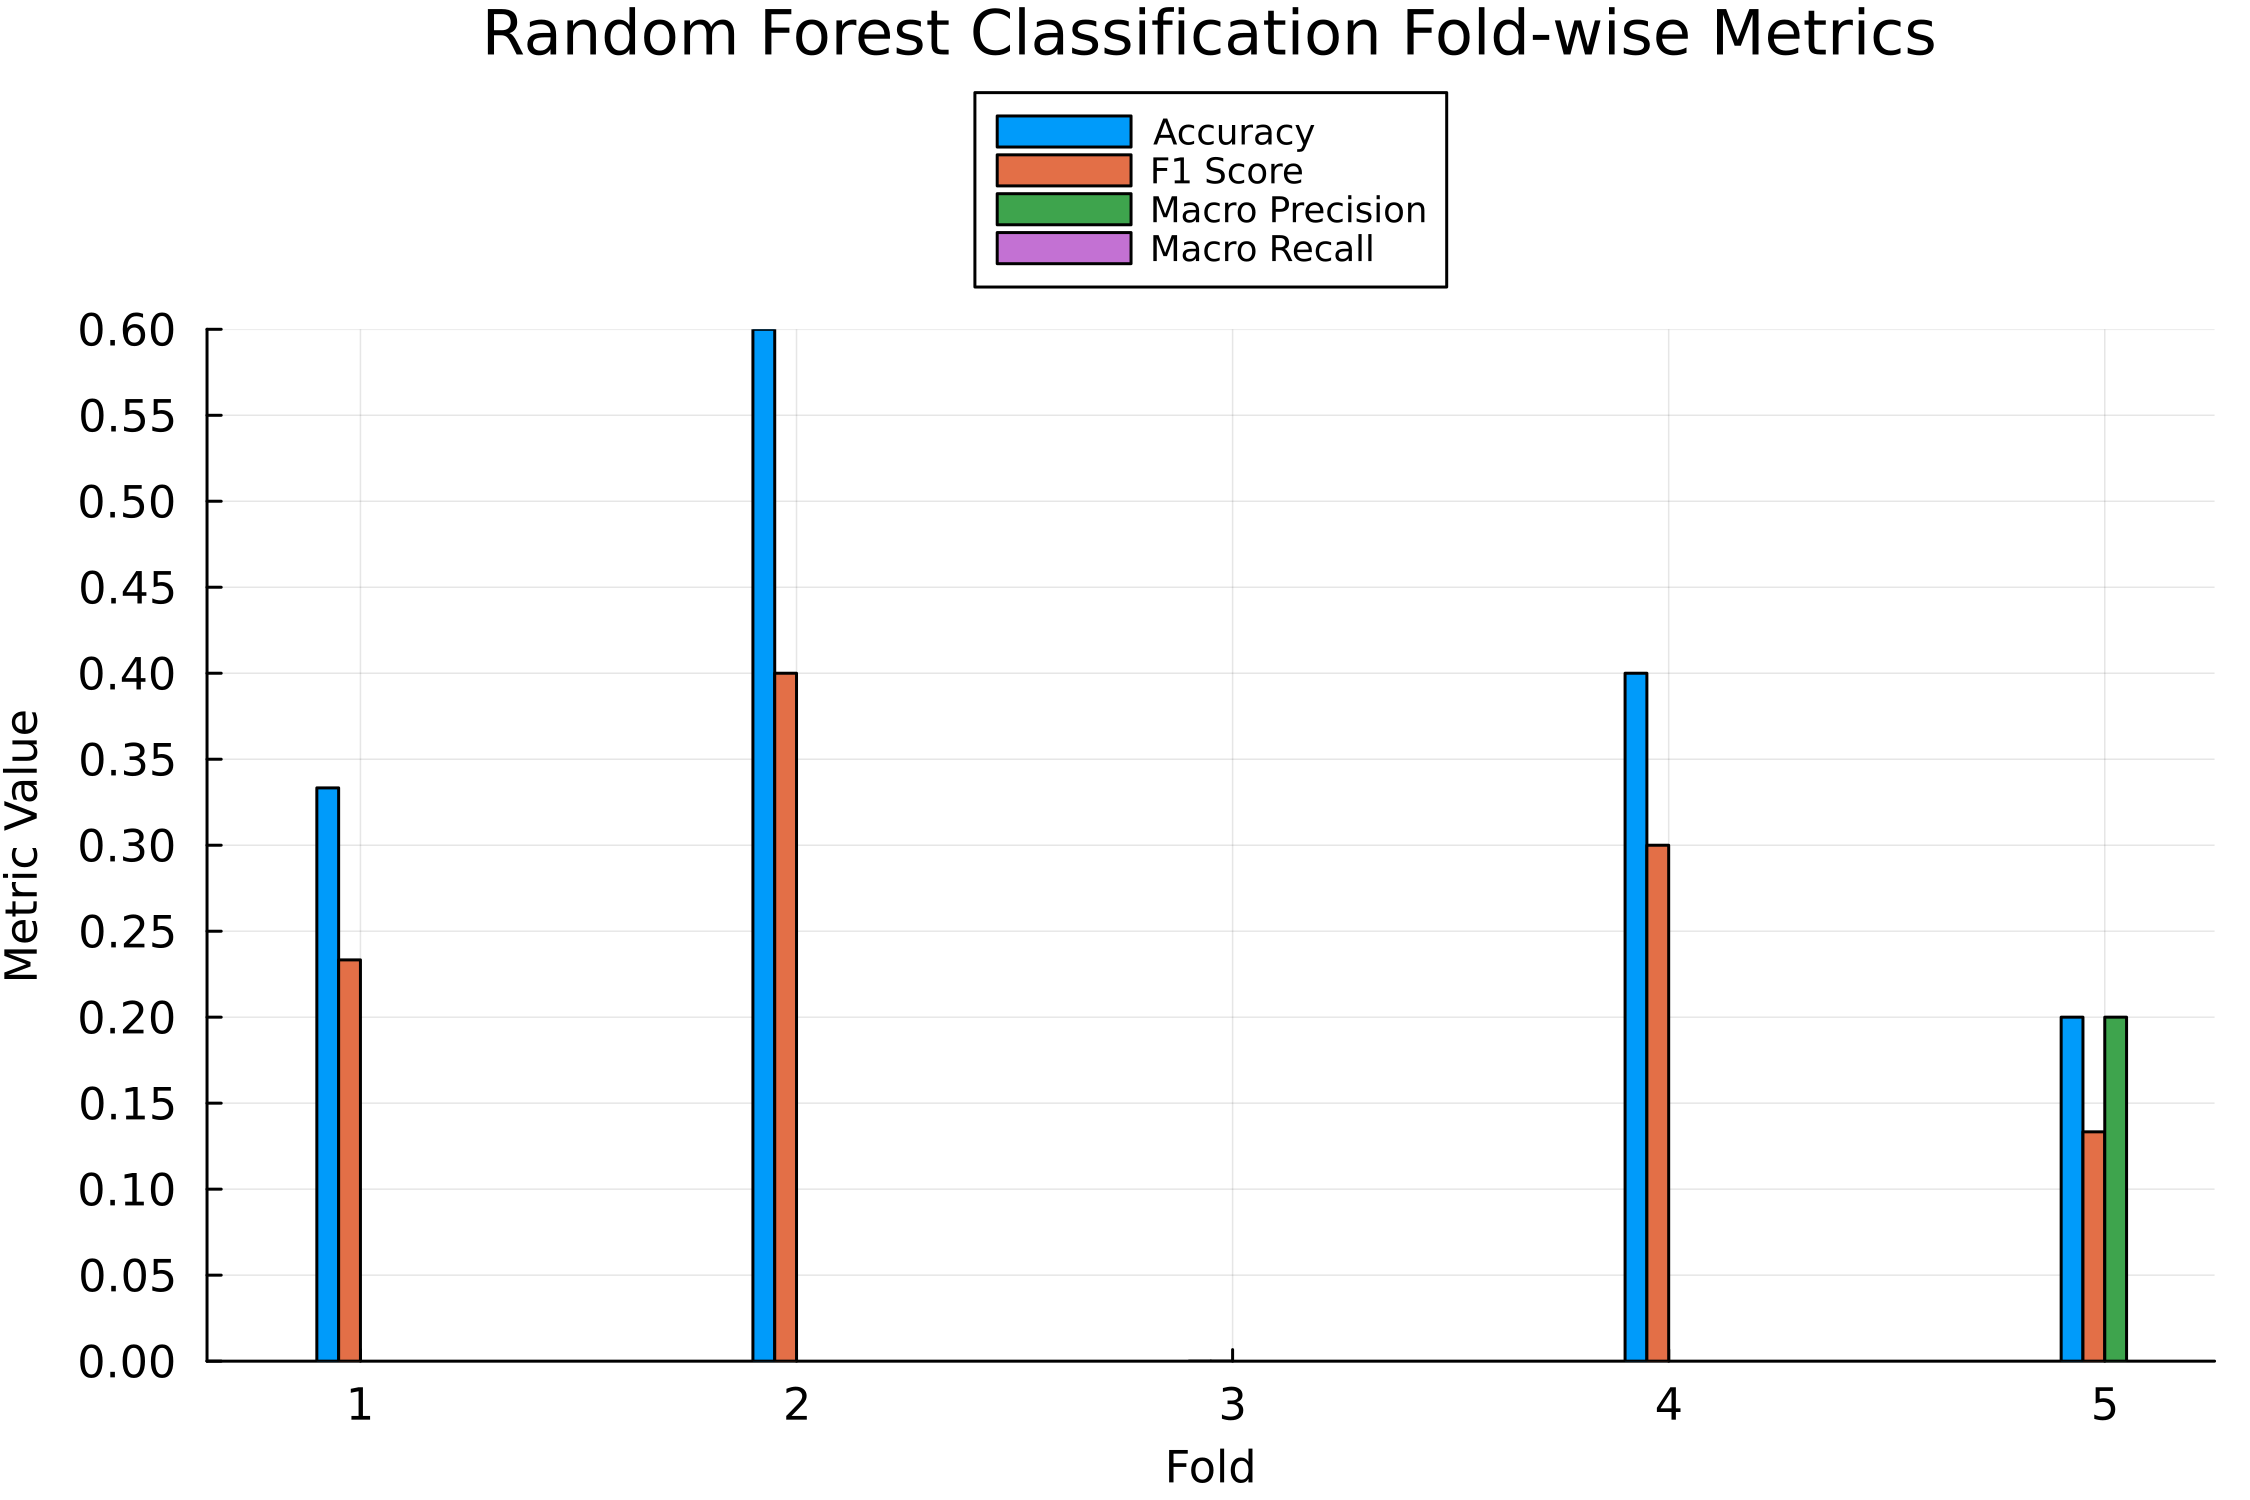 Random Forest Classification Fold-wise Metrics
Accuracy
F1 Score
Macro Precision
Macro Recall
0.60
0.55
0.50
0.45
0.40
0.35
0.30
0.25
0.20
0.15
0.10
0.05
0.00
Metric Value
1 2 3 4 5
Fold